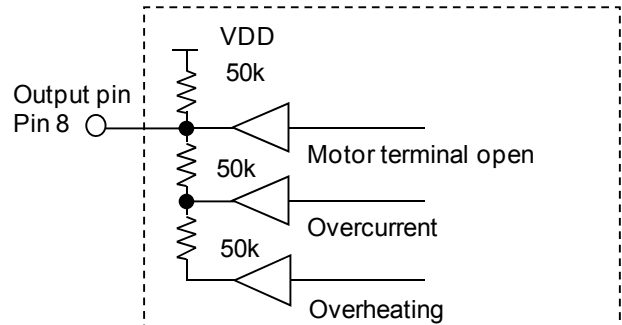 VDD
50k
Output pin
Pin 8
Motor terminal open
50k
Overcurrent
50k
Overheating